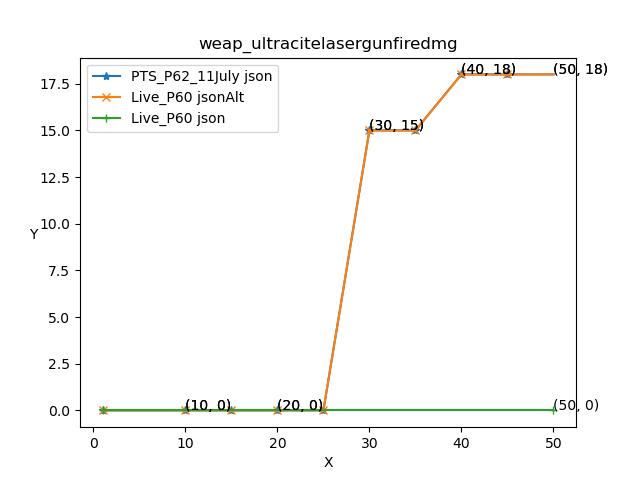 weap_ultracitelasergunfiredmg
PTS_P62_11July json
Live_P60 jsonAlt
Live_P60 json
(40, 18)
(50, 18)
(30, 15)
(10, 0)
(20, 0)
(50, 0)
17.5
15.0
12.5
10.0
7.5
5.0
2.5
0.0
Y
0 10 20 30 40 50
X